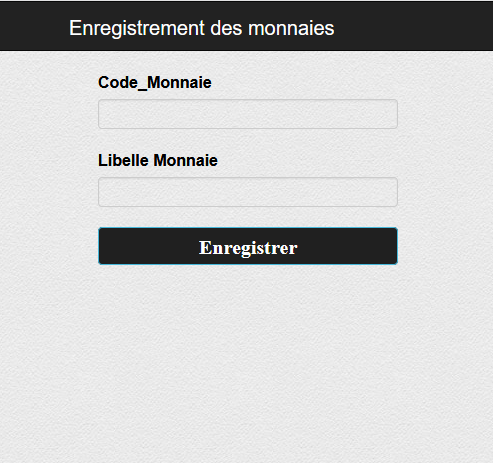 Enregistrement des monnaies
Code_Monnaie
Libelle Monnaie
Enregistrer